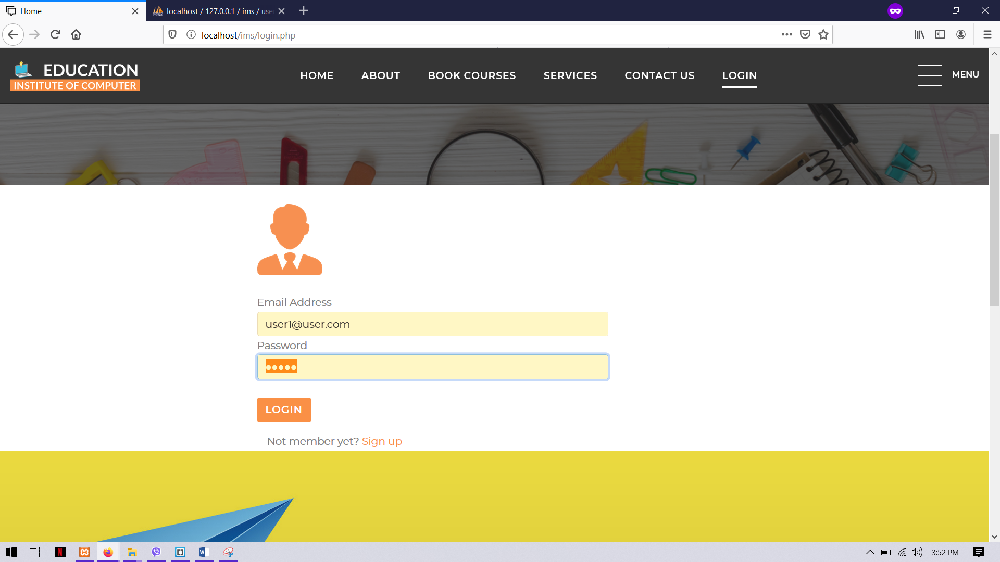 Home
localhost / 127.0.0.1 / ims / use
localhost/ims/login.php
EDUCATION
INSTITUTE OF COMPUTER
HOME
ABOUT
BOOK COURSES
SERVICES
CONTACT US
LOGIN
MENU
Email Address
user1@user.com
Password
LOGIN
Not member yet? Sign up
3:52 PM